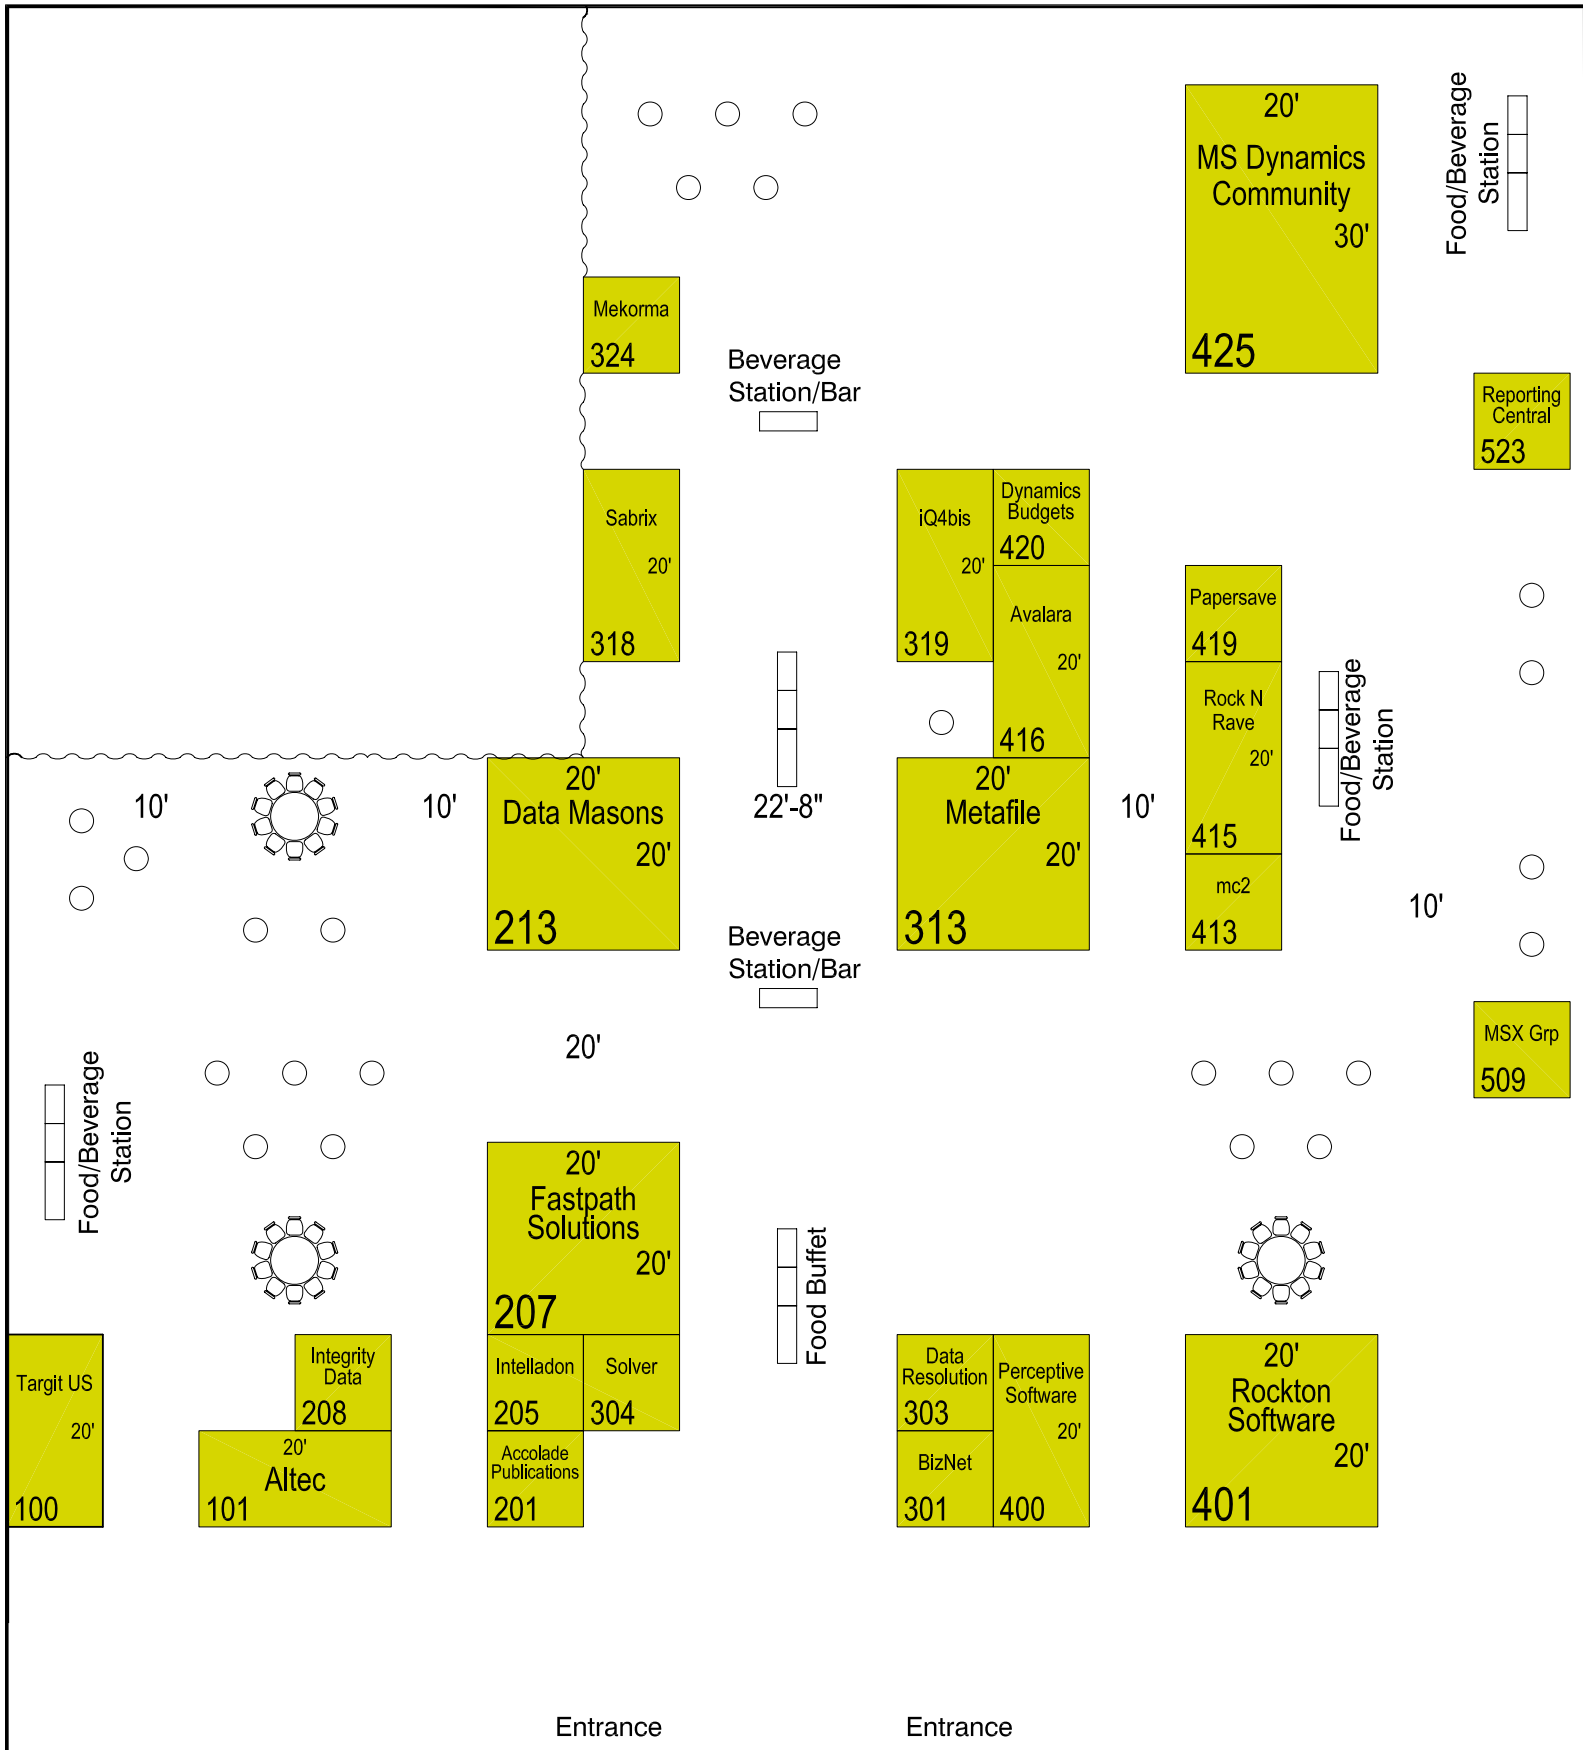 20'
MS Dynamics
Community
30'
425
Food/Beverage
Station
Mekorma
324
Beverage
Station/Bar
Reporting
Central
523
Sabrix
20'
318
iQ4bis
20'
319
Dynamics
Budgets
420
Avalara
20'
416
Papersave
419
Rock N
Rave
20'
415
mc2
413
Food/Beverage
Station
10'
10'
20'
Data Masons
20'
213
22'-8"
20'
Metafile
20'
313
10'
10'
Beverage
Station/Bar
20'
MSX Grp
509
Food/Beverage
Station
20'
Fastpath
Solutions
20'
207
Food Buffet
Targit US
20'
100
Integrity
Data
208
20'
Altec
101
Intelladon
205
Solver
304
Accolade
Publications
201
Data
Resolution
303
BizNet
301
Perceptive
Software
20'
400
20'
Rockton
Software
20'
401
Entrance
Entrance